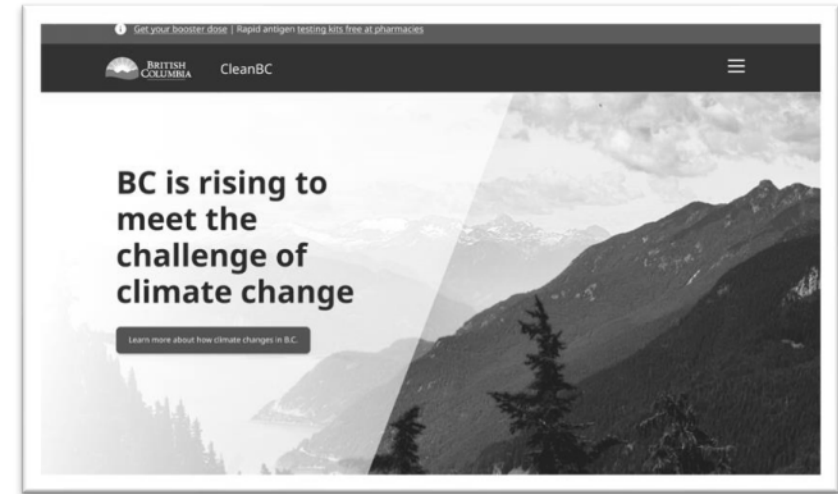 Get your booster dose | Rapid antigen testing kits free at pharmacies
BRITISH
COLUMBIA
CleanBC
BC is rising to
meet the
challenge of
climate change
Learn more about how climate changes in B.C.